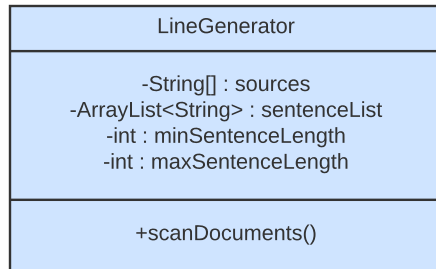 LineGenerator
-String[] : sources
-ArrayList<String> : sentenceList
-int : minSentenceLength
-int : maxSentenceLength
+scanDocuments()